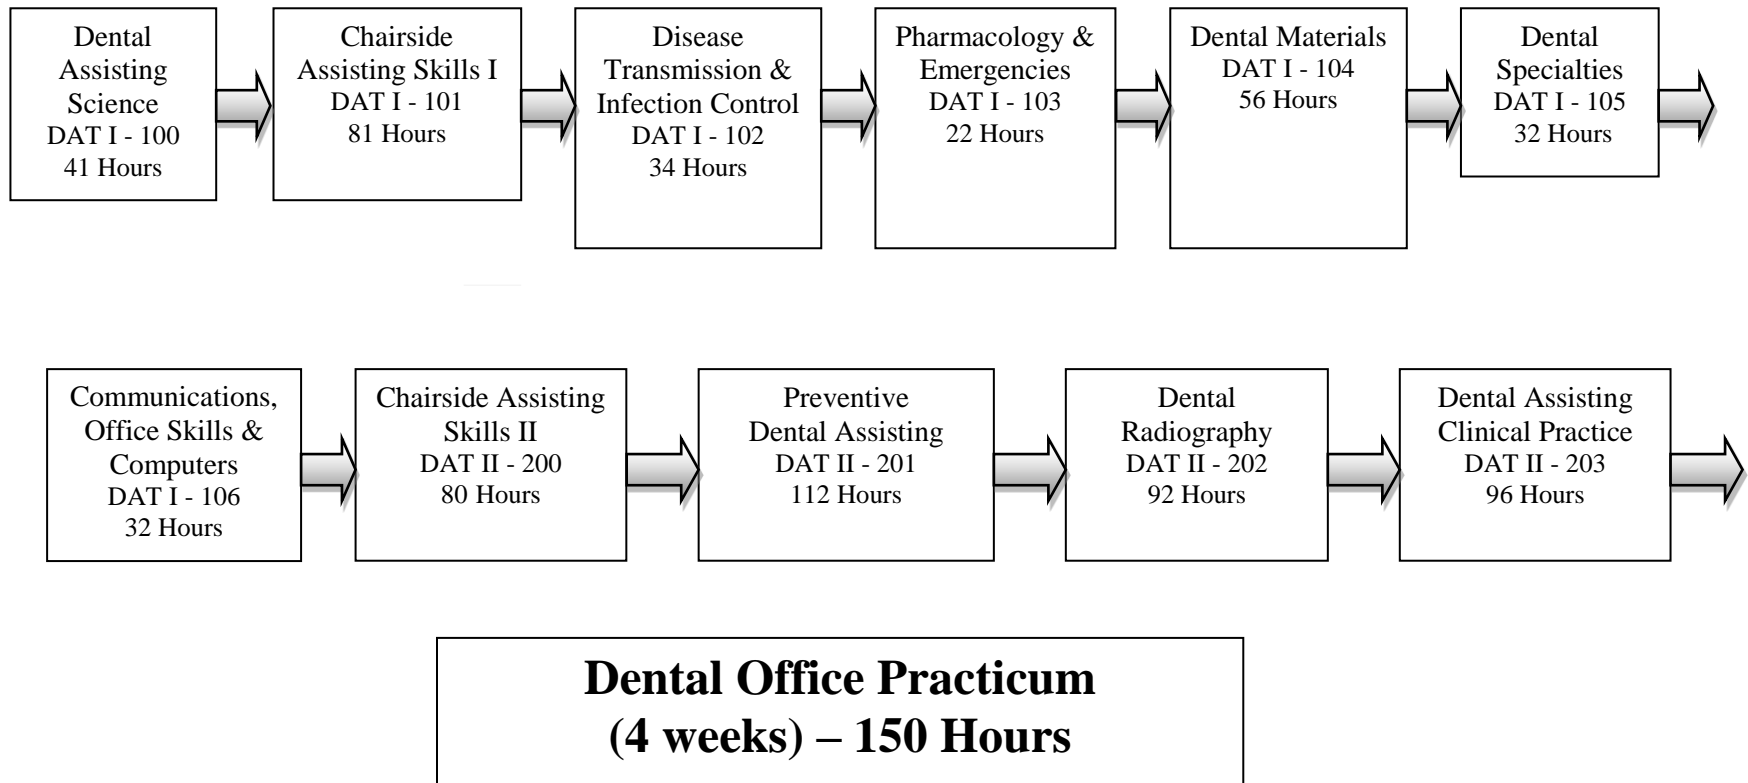 Dental
Assisting
Science
DAT I - 100
41 Hours
Chairside
Assisting Skills I
DAT I - 101
81 Hours
Disease
Transmission &
Infection Control
DAT I - 102
34 Hours
Pharmacology &
Emergencies
DAT I - 103
22 Hours
Dental Materials
DAT I - 104
56 Hours
Dental
Specialties
DAT I - 105
32 Hours
Communications,
Office Skills &
Computers
DAT I - 106
32 Hours
Chairside Assisting
Skills II
DAT II - 200
80 Hours
Preventive
Dental Assisting
DAT II - 201
112 Hours
Dental
Radiography
DAT II - 202
92 Hours
Dental Assisting
Clinical Practice
DAT II - 203
96 Hours
Dental Office Practicum
(4 weeks) – 150 Hours